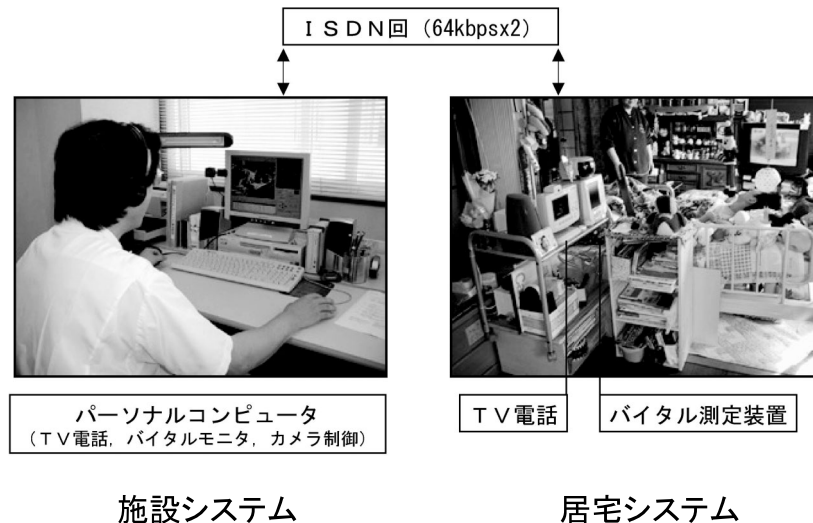 ＩＳＤＮ回（64kbpsx2）
パーソナルコンピュータ
（ＴＶ電話，バイタルモニタ，カメラ制御）
ＴＶ電話
バイタル測定装置
施設システム
居宅システム